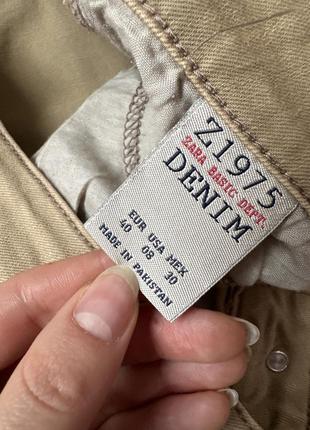 Z1975
ZARA BASIC DEPT.
DENIM
EUR USA MEX
40 08 30
MADE IN PAKISTAN